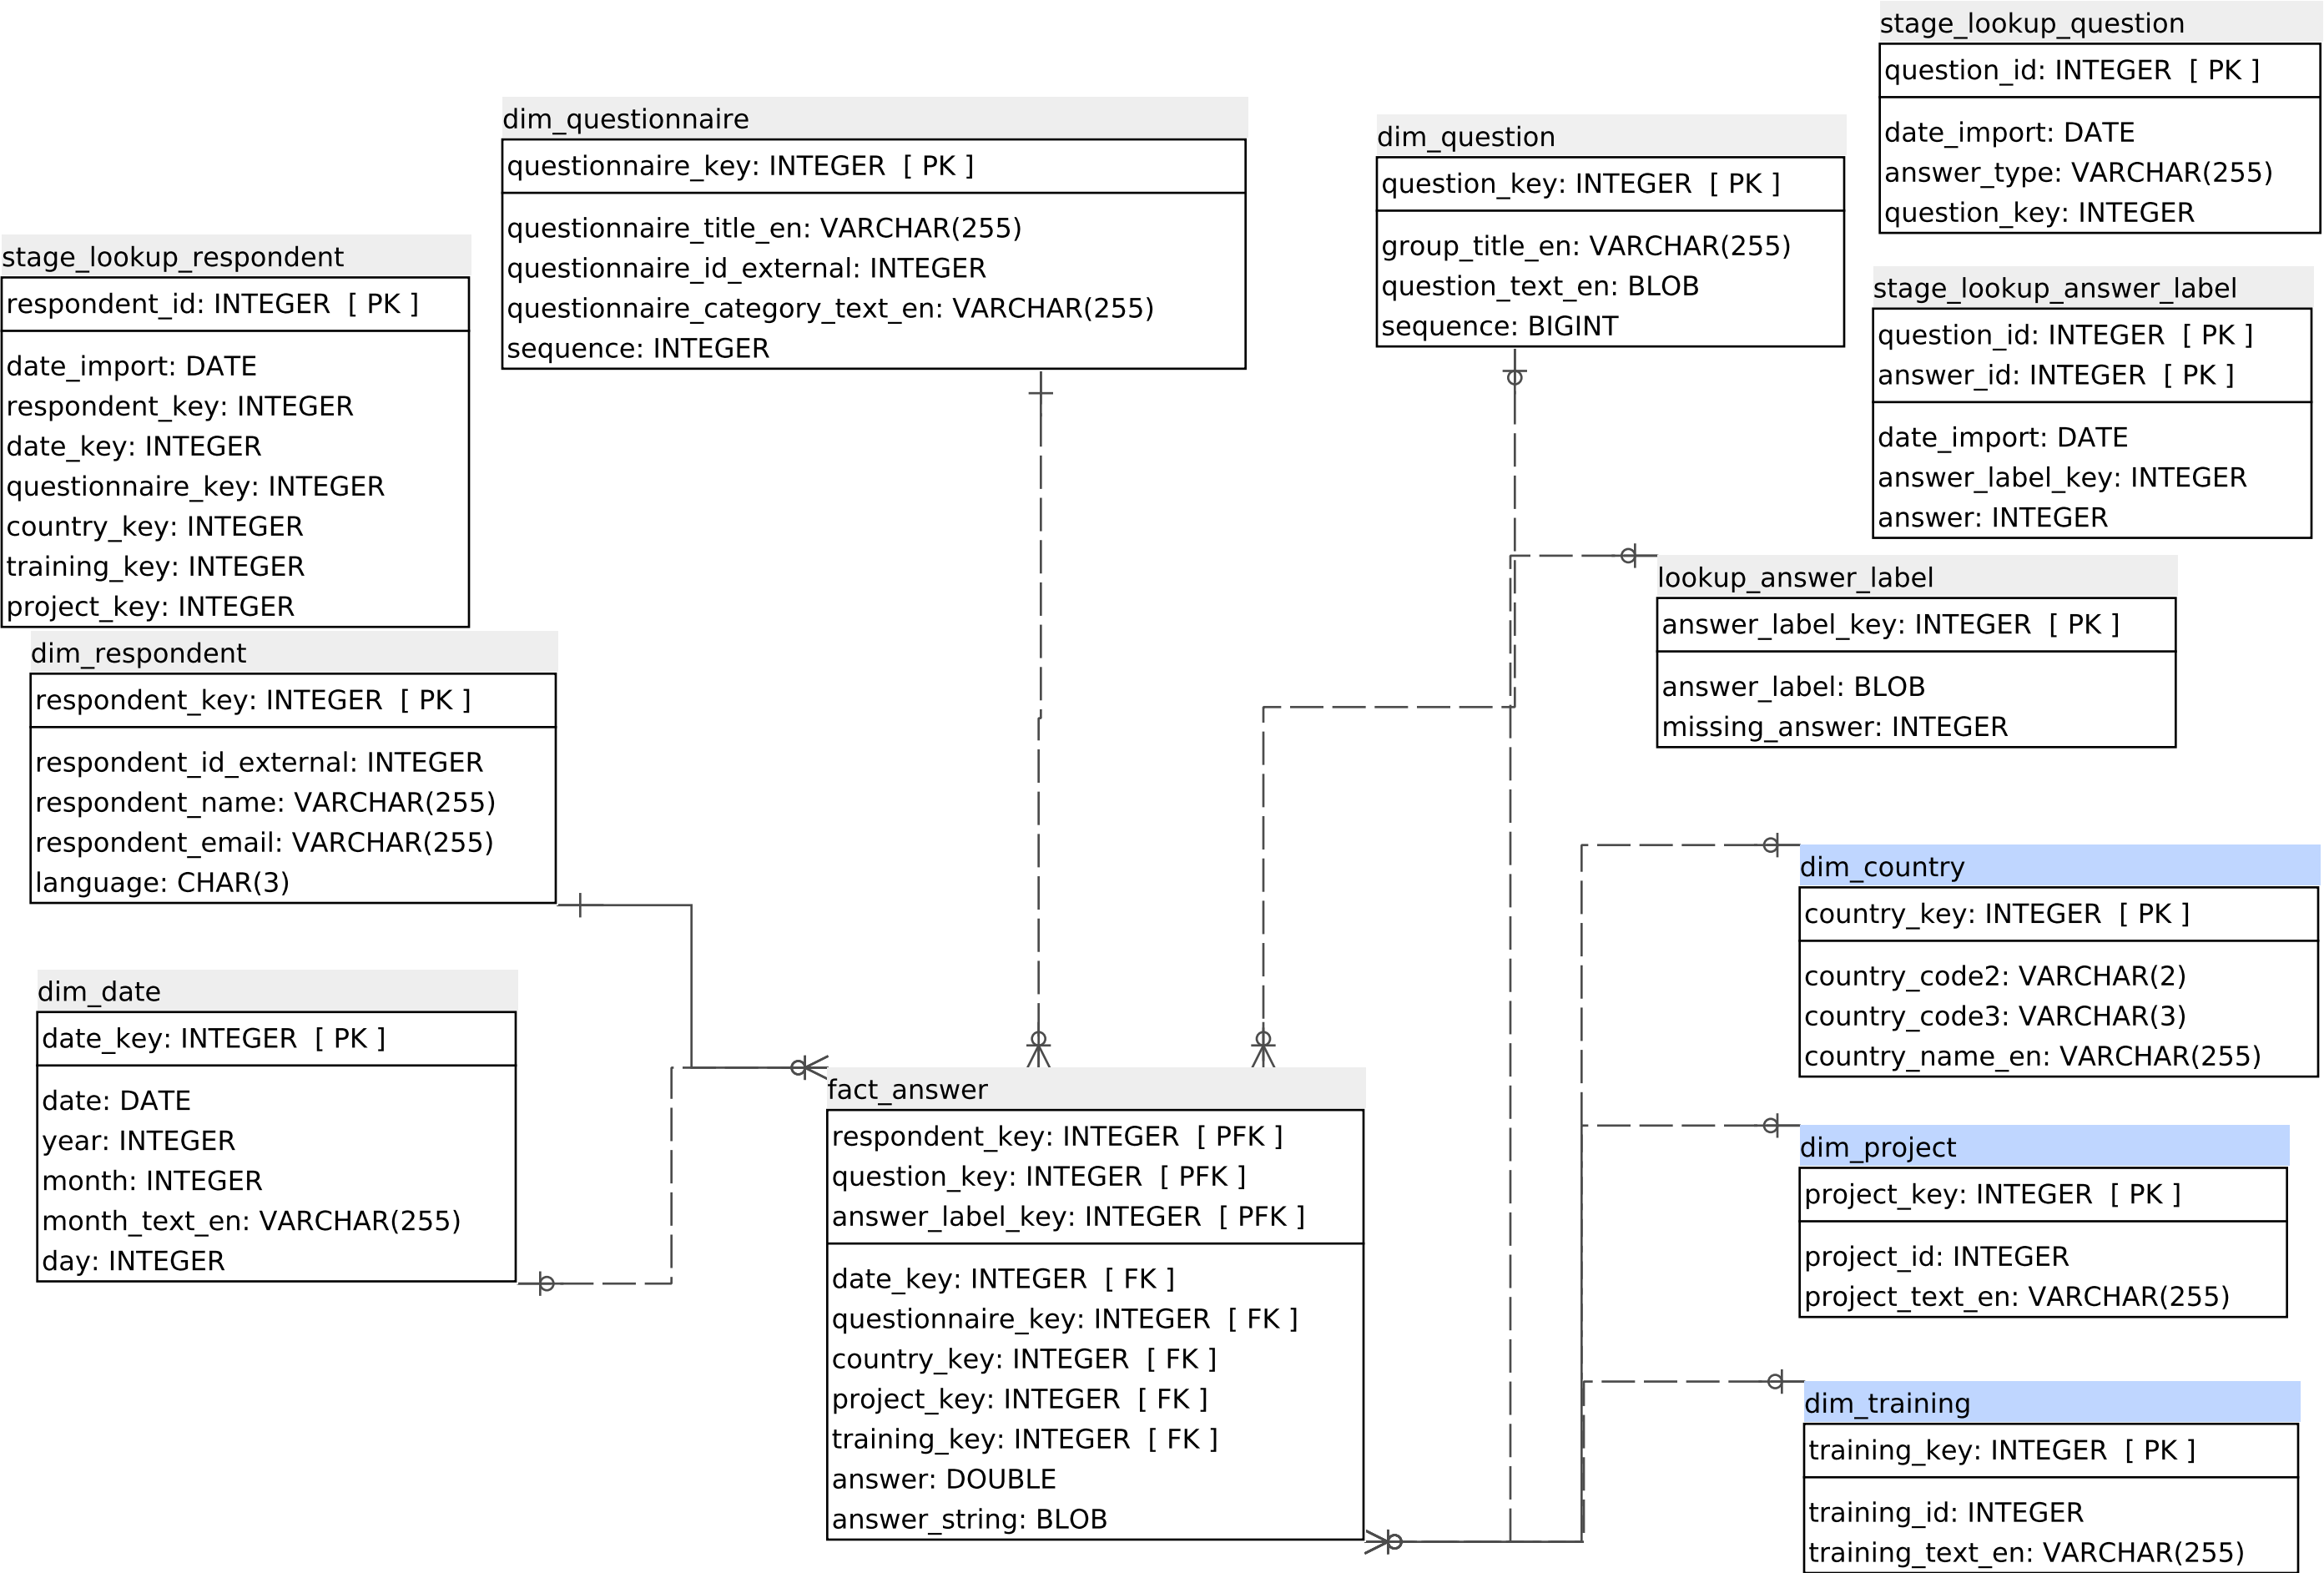 stage_lookup_question
question_id: INTEGER  [ PK ]
date_import: DATE
answer_type: VARCHAR(255)
question_key: INTEGER
dim_questionnaire
questionnaire_key: INTEGER  [ PK ]
questionnaire_title_en: VARCHAR(255)
questionnaire_id_external: INTEGER
questionnaire_category_text_en: VARCHAR(255)
sequence: INTEGER
dim_question
question_key: INTEGER  [ PK ]
group_title_en: VARCHAR(255)
question_text_en: BLOB
sequence: BIGINT
stage_lookup_respondent
respondent_id: INTEGER  [ PK ]
date_import: DATE
respondent_key: INTEGER
date_key: INTEGER
questionnaire_key: INTEGER
country_key: INTEGER
training_key: INTEGER
project_key: INTEGER
stage_lookup_answer_label
question_id: INTEGER  [ PK ]
answer_id: INTEGER  [ PK ]
date_import: DATE
answer_label_key: INTEGER
answer: INTEGER
lookup_answer_label
answer_label_key: INTEGER  [ PK ]
answer_label: BLOB
missing_answer: INTEGER
dim_respondent
respondent_key: INTEGER  [ PK ]
respondent_id_external: INTEGER
respondent_name: VARCHAR(255)
respondent_email: VARCHAR(255)
language: CHAR(3)
dim_country
country_key: INTEGER  [ PK ]
country_code2: VARCHAR(2)
country_code3: VARCHAR(3)
country_name_en: VARCHAR(255)
dim_date
date_key: INTEGER  [ PK ]
date: DATE
year: INTEGER
month: INTEGER
month_text_en: VARCHAR(255)
day: INTEGER
fact_answer
respondent_key: INTEGER  [ PFK ]
question_key: INTEGER  [ PFK ]
answer_label_key: INTEGER  [ PFK ]
date_key: INTEGER  [ FK ]
questionnaire_key: INTEGER  [ FK ]
country_key: INTEGER  [ FK ]
project_key: INTEGER  [ FK ]
training_key: INTEGER  [ FK ]
answer: DOUBLE
answer_string: BLOB
dim_project
project_key: INTEGER  [ PK ]
project_id: INTEGER
project_text_en: VARCHAR(255)
dim_training
training_key: INTEGER  [ PK ]
training_id: INTEGER
training_text_en: VARCHAR(255)